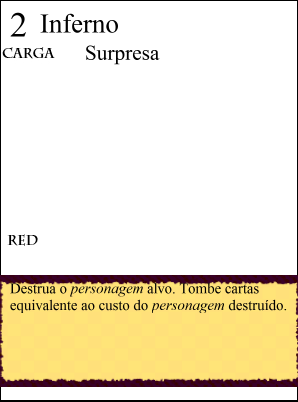 2 Inferno
CARGA Surpresa
RED
Destrua o personagem alvo. Tombe cartas
equivalente ao custo do personagem destruído.